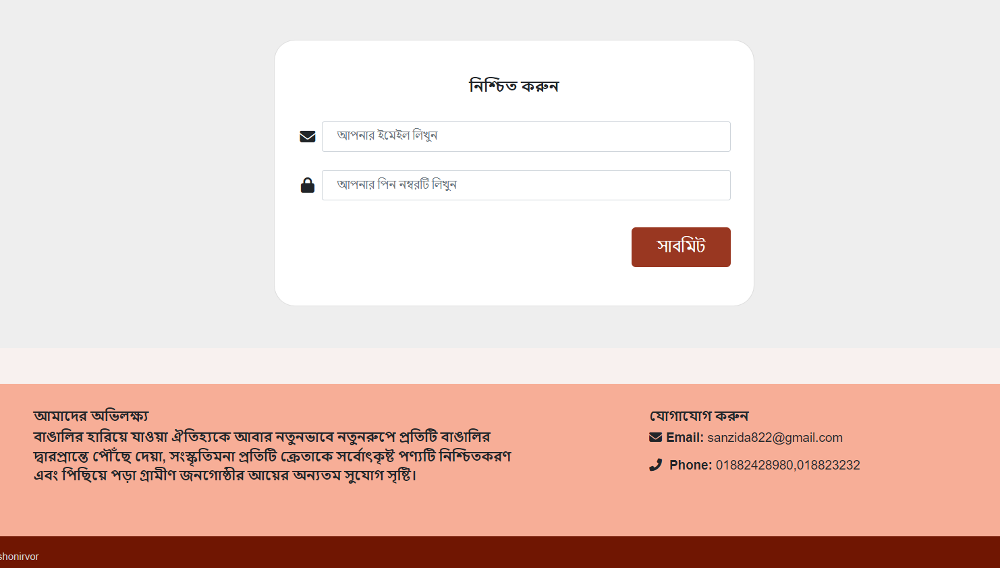 নিশ্চিত করুন
আপনার ইমেইল লিখুন
আপনার পিন নম্বরটি লিখুন
সাবমিট
আমাদের অভিলক্ষ্য
বাঙালির হারিয়ে যাওয়া ঐতিহ্যকে আবার নতুনভাবে নতুনরুপে প্রতিটি বাঙালির
দ্বারপ্রান্তে পৌঁছে দেয়া, সংস্কৃতিমনা প্রতিটি ক্রেতাকে সর্বোৎকৃষ্ট পণ্যটি নিশ্চিতকরণ
এবং পিছিয়ে পড়া গ্রামীণ জনগোষ্ঠীর আয়ের অন্যতম সুযোগ সৃষ্টি।
যোগাযোগ করুন
Email: sanzida822@gmail.com
Phone: 01882428980,018823232
shonirvor